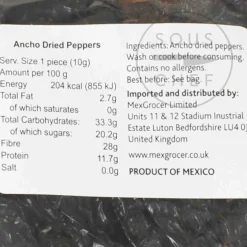 SOUS
CHEF
Ancho Dried Peppers
Serv. Size 1 piece (10g)
Amount per 100 g
Energy 204 kcal (855 kJ)
Total Fat 2.7g
of which saturates 0g
Total Carbohydrates: 33.3g
of which sugars: 20.2g
Fibre 28g
Protein 11.7g
Salt 0.0g
Ingredients: Ancho dried peppers.
Wash or cook before consuming.
Contains no allergens.
Best before: See bag.
Imported and distributed by:
MexGrocer Limited
Units 11 & 12 Stadium Inustrial
Estate Luton Bedfordshire LU4 0J
United Kingdom
www.mexgrocer.co.uk
PRODUCT OF MEXICO